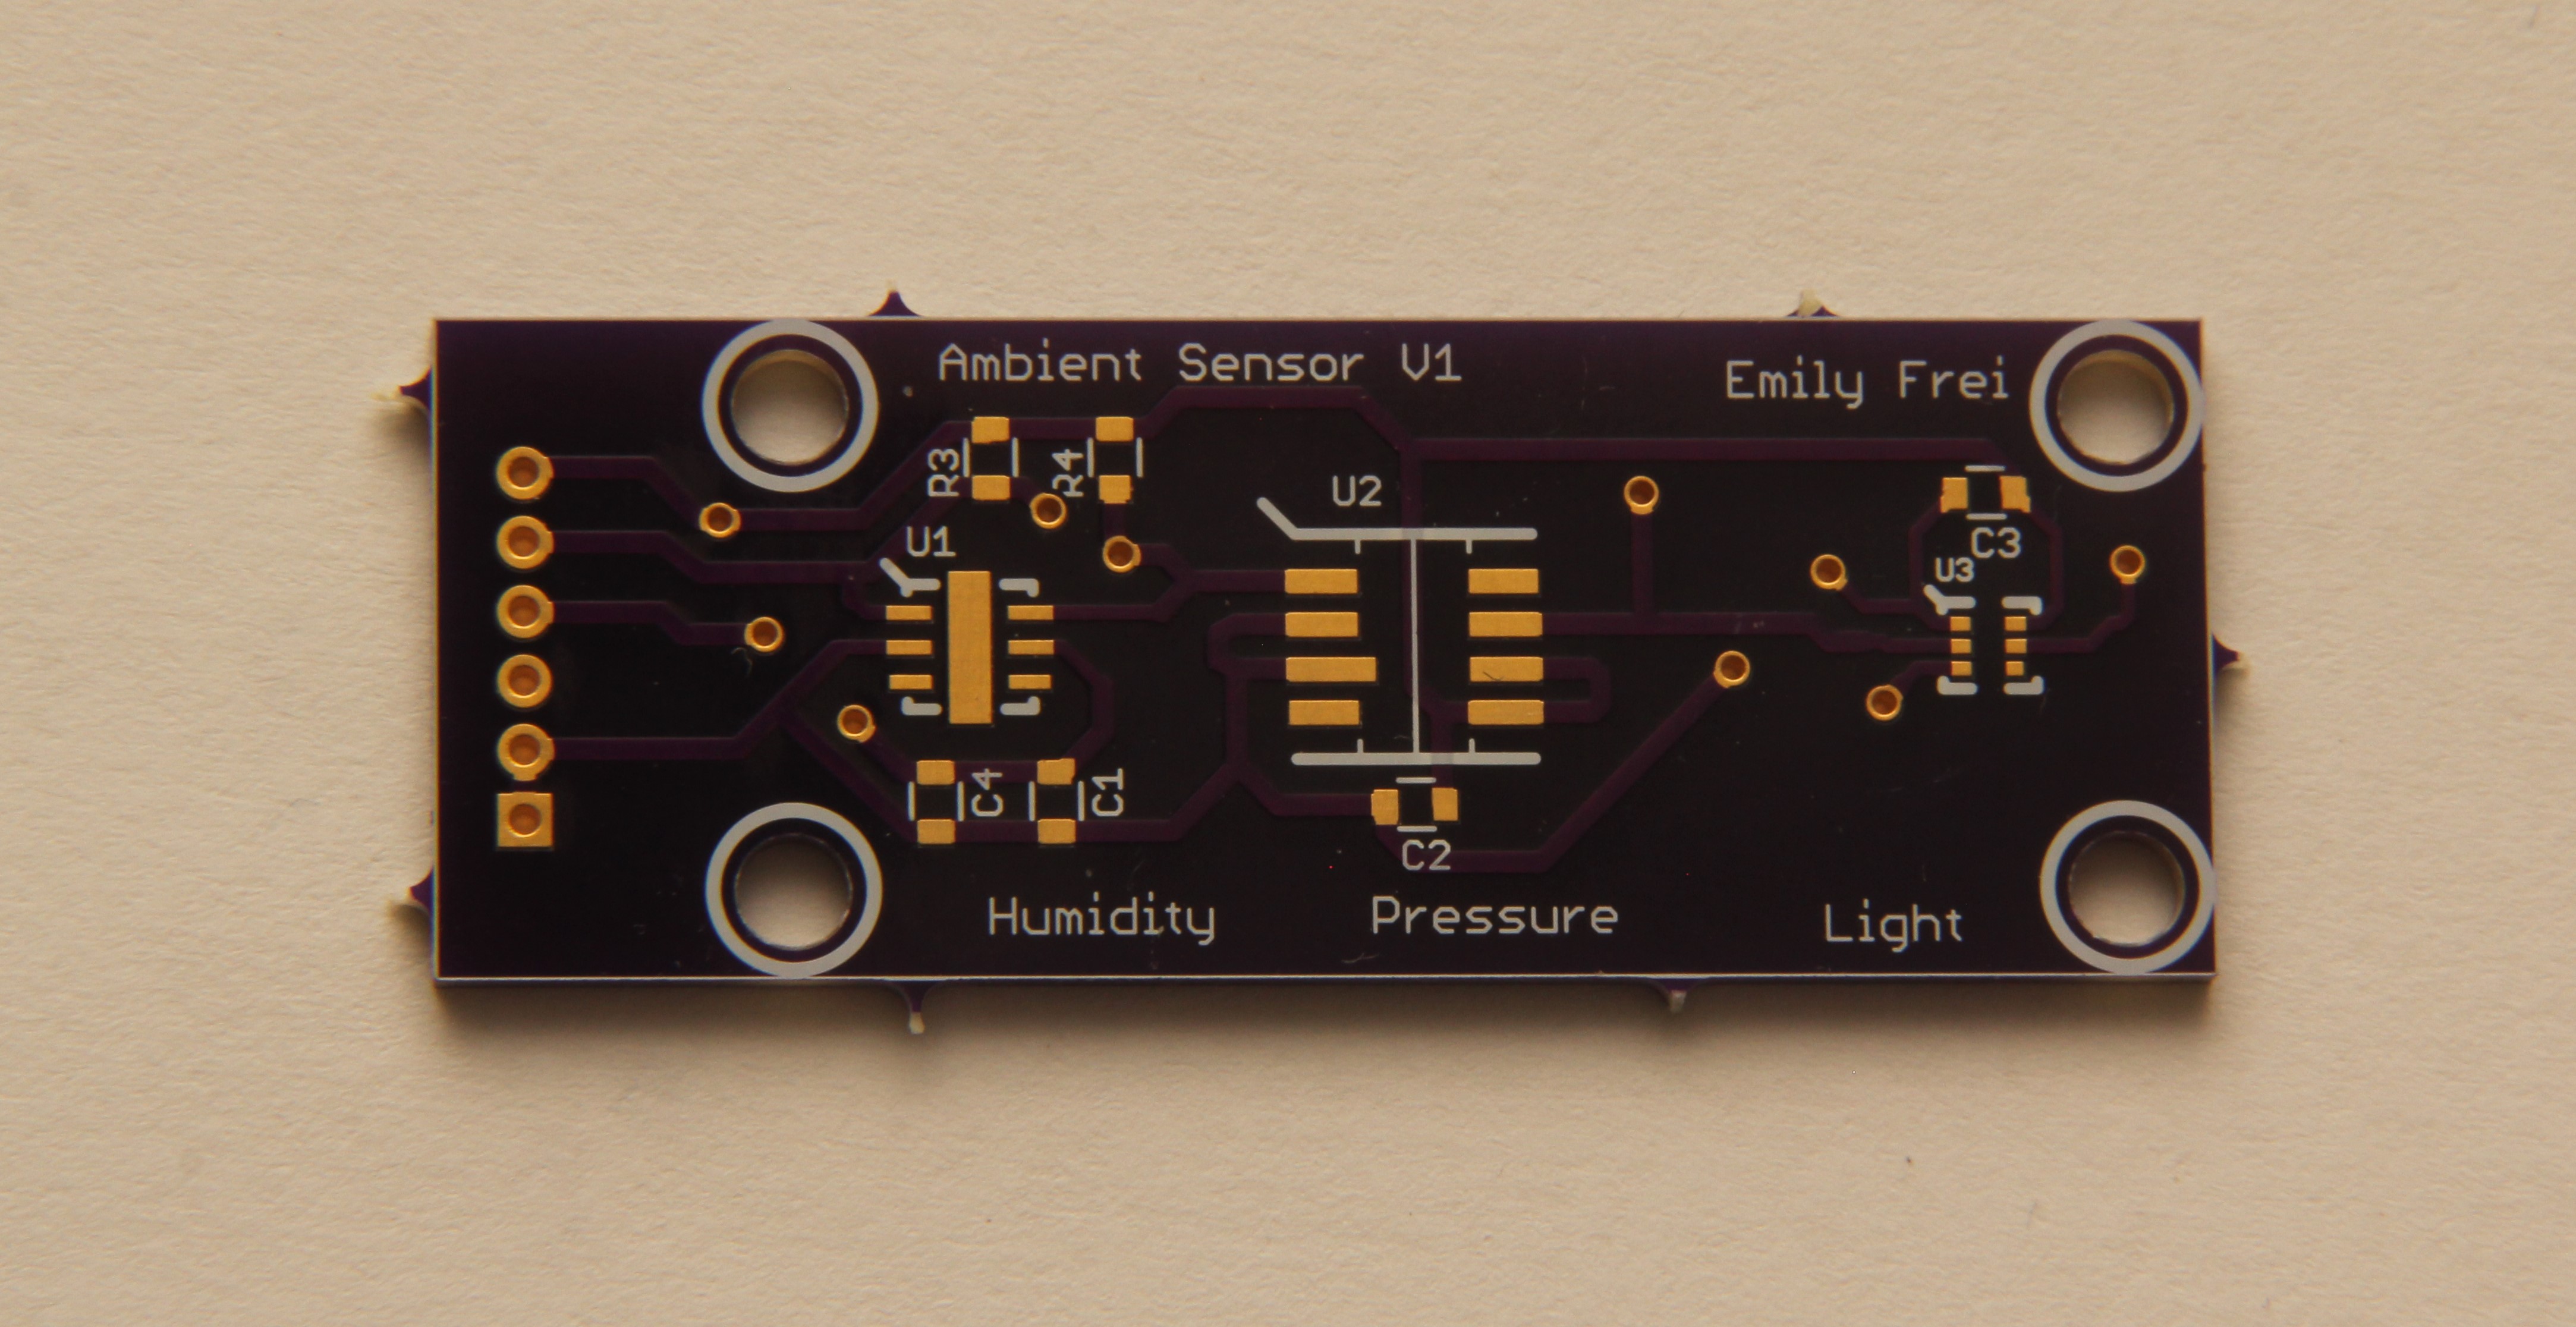 Ambient Sensor V1
Emily Frei
R3
R4
U2
U1
C3
U3
C4
C1
C2
Humidity
Pressure
Light